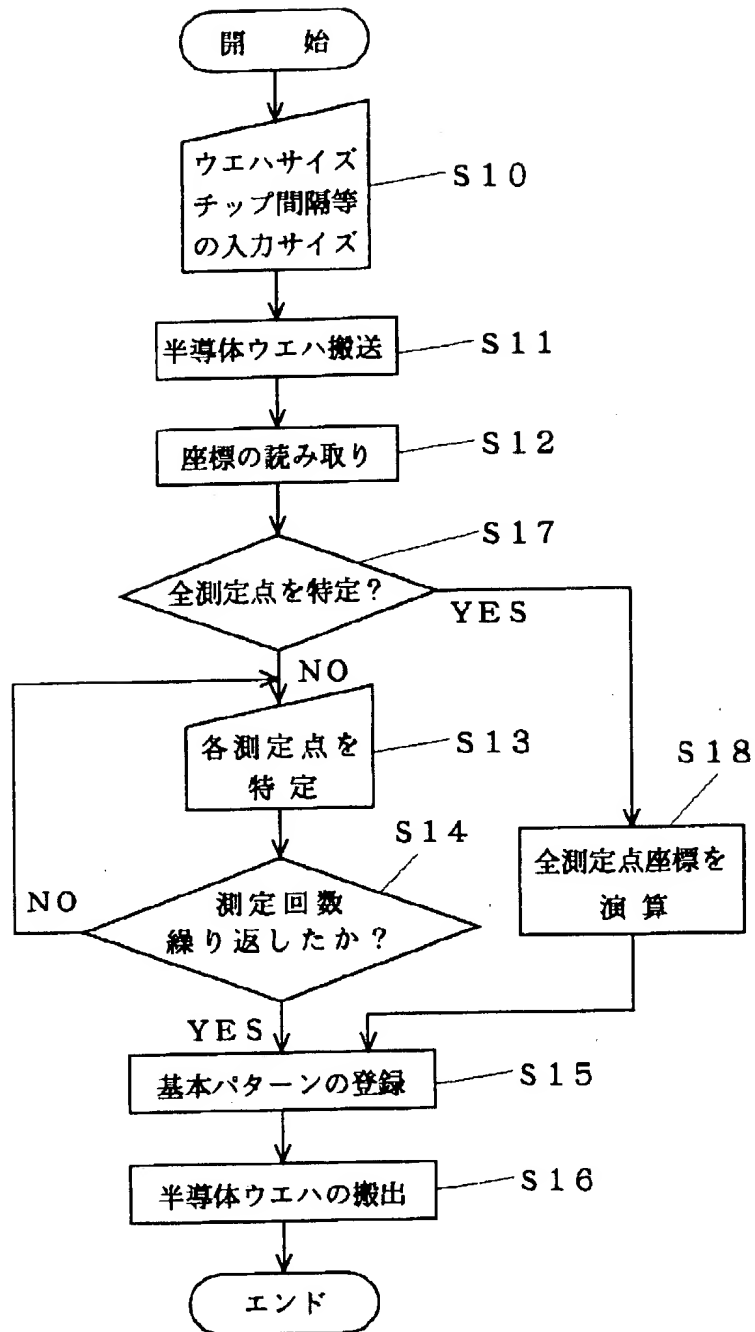 開 始
ウエハサイズ
チップ間隔等
の入力サイズ
S10
半導体ウエハ搬送
S11
座標の読み取り
S12
S17
全測定点を特定?
YES
NO
各測定点を
特定
S13
S18
全測定点座標を
演算
S14
測定回数
繰り返したか?
NO
YES
基本パターンの登録
S15
半導体ウエハの搬出
S16
エンド